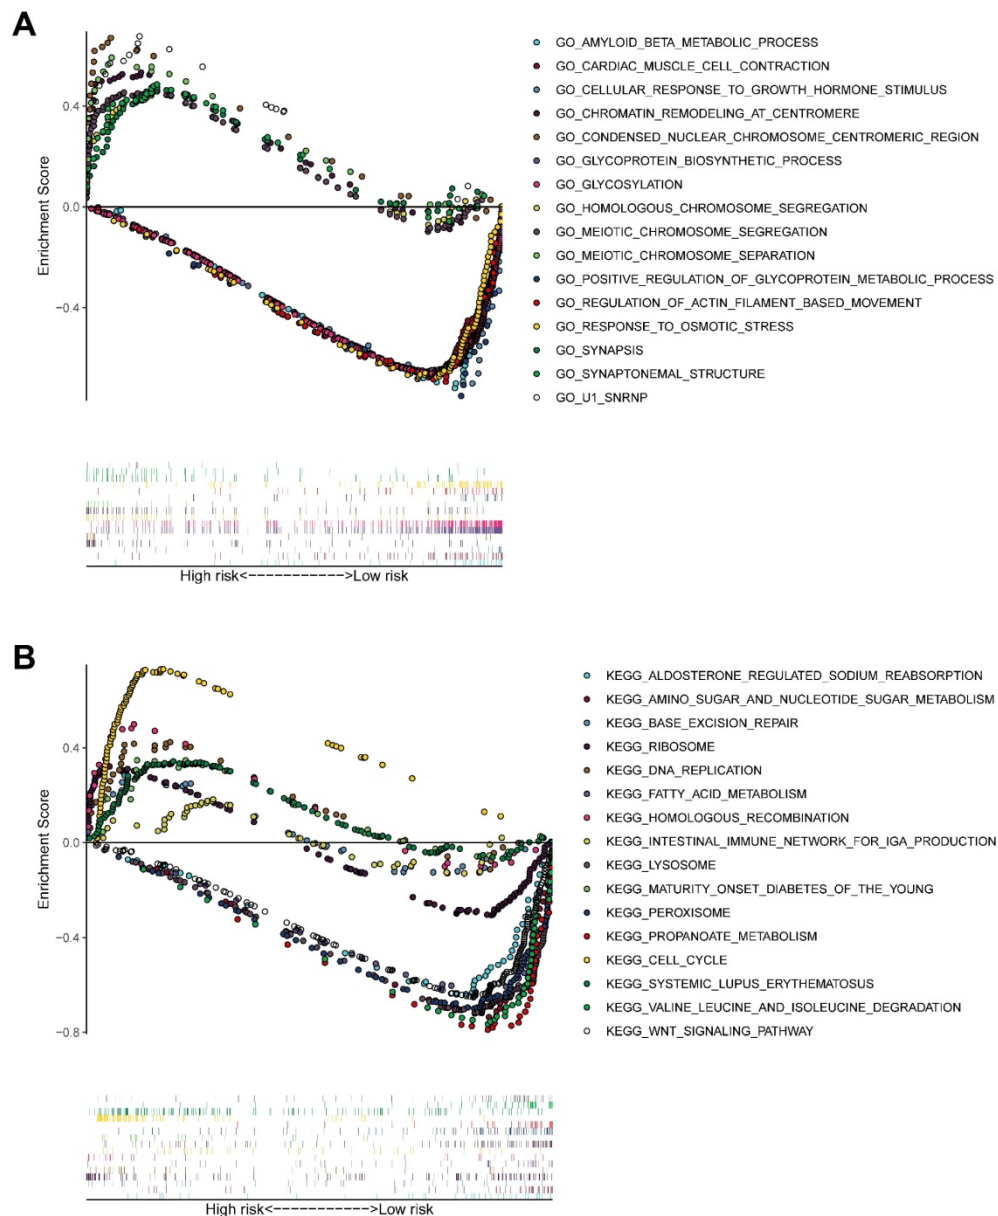 A
Enrichment Score
0.4
0.0
−0.4
GO_AMYLOID_BETA_METABOLIC_PROCESS
GO_CARDIAC_MUSCLE_CELL_CONTRACTION
GO_CELLULAR_RESPONSE_TO_GROWTH_HORMONE_STIMULUS
GO_CHROMATIN_REMODELING_AT_CENTROMERE
GO_CONDENSED_NUCLEAR_CHROMOSOME_CENTROMERIC_REGION
GO_GLYCOPROTEIN_BIOSYNTHETIC_PROCESS
GO_GLYCOSYLATION
GO_HOMOLOGOUS_CHROMOSOME_SEGREGATION
GO_MEIOTIC_CHROMOSOME_SEGREGATION
GO_MEIOTIC_CHROMOSOME_SEPARATION
GO_POSITIVE_REGULATION_OF_GLYCOPROTEIN_METABOLIC_PROCESS
GO_REGULATION_OF_ACTIN_FILAMENT_BASED_MOVEMENT
GO_RESPONSE_TO_OSMOTIC_STRESS
GO_SYNAPSIS
GO_SYNAPTONEMAL_STRUCTURE
GO_U1_SNRNP
High risk<----------->Low risk
B
Enrichment Score
0.4
0.0
−0.4
−0.8
KEGG_ALDOSTERONE_REGULATED_SODIUM_REABSORPTION
KEGG_AMINO_SUGAR_AND_NUCLEOTIDE_SUGAR_METABOLISM
KEGG_BASE_EXCISION_REPAIR
KEGG_RIBOSOME
KEGG_DNA_REPLICATION
KEGG_FATTY_ACID_METABOLISM
KEGG_HOMOLOGOUS_RECOMBINATION
KEGG_INTESTINAL_IMMUNE_NETWORK_FOR_IGA_PRODUCTION
KEGG_LYSOSOME
KEGG_MATURITY_ONSET_DIABETES_OF_THE_YOUNG
KEGG_PEROXISOME
KEGG_PROPANOATE_METABOLISM
KEGG_CELL_CYCLE
KEGG_SYSTEMIC_LUPUS_ERYTHEMATOSUS
KEGG_VALINE_LEUCINE_AND_ISOLEUCINE_DEGRADATION
KEGG_WNT_SIGNALING_PATHWAY
High risk<----------->Low risk